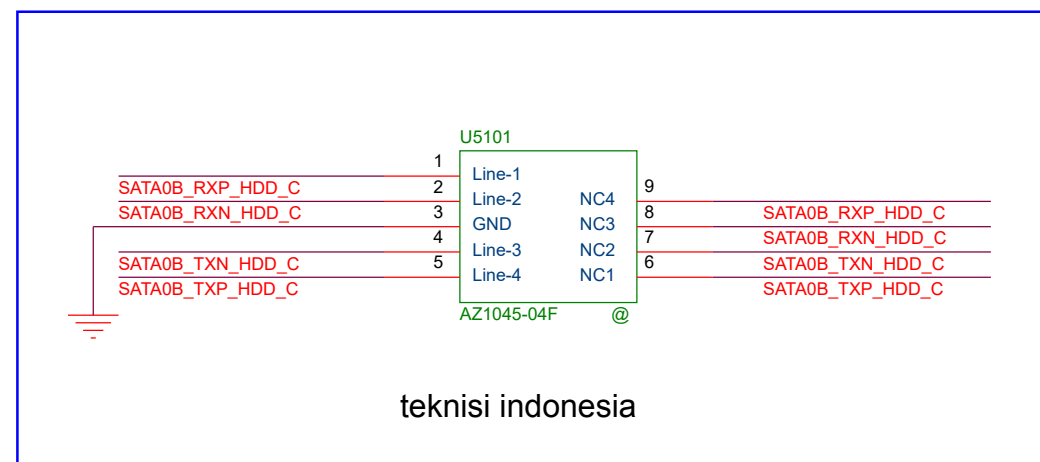 U5101
1
Line-1
SATA0B_RXP_HDD_C
2
Line-2
NC4
9
SATA0B_RXN_HDD_C
3
GND
NC3
8
SATA0B_RXP_HDD_C
4
Line-3
NC2
7
SATA0B_RXN_HDD_C
SATA0B_TXN_HDD_C
5
Line-4
NC1
6
SATA0B_TXN_HDD_C
SATA0B_TXP_HDD_C
SATA0B_TXP_HDD_C
AZ1045-04F @
teknisi indonesia